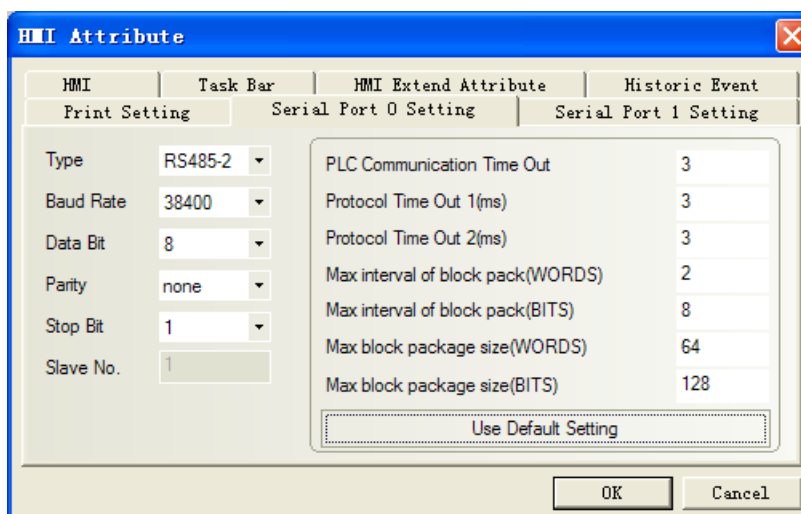 HMI Attribute
HMI Task Bar HMI Extend Attribute Historic Event
Print Setting Serial Port 0 Setting Serial Port 1 Setting
Type RS485-2
Baud Rate 38400
Data Bit 8
Parity none
Stop Bit 1
Slave No. 1
PLC Communication Time Out 3
Protocol Time Out 1(ms) 3
Protocol Time Out 2(ms) 3
Max interval of block pack(WORDS) 2
Max interval of block pack(BITS) 8
Max block package size(WORDS) 64
Max block package size(BITS) 128
Use Default Setting
OK Cancel